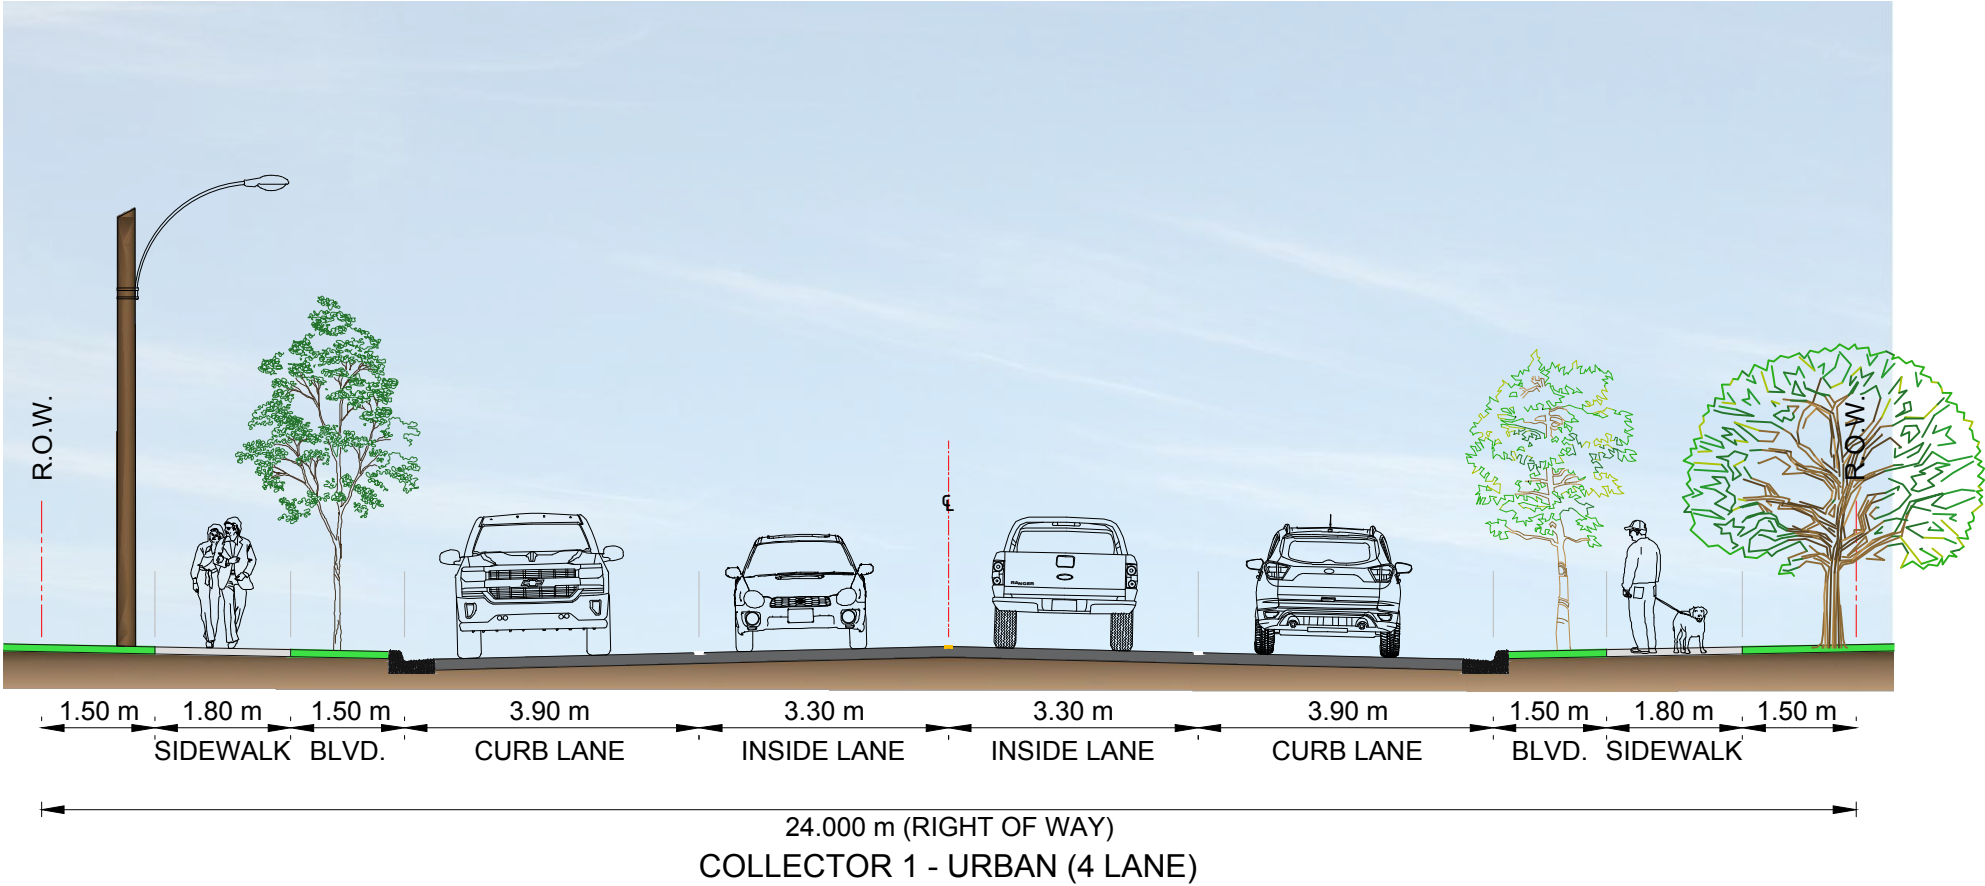 R.O.W.
R.O.W.
℄
RANGER
1.50 m 1.80 m 1.50 m 3.90 m 3.30 m 3.30 m 3.90 m 1.50 m 1.80 m 1.50 m
SIDEWALK BLVD. CURB LANE INSIDE LANE INSIDE LANE CURB LANE BLVD. SIDEWALK
24.000 m (RIGHT OF WAY)
COLLECTOR 1 - URBAN (4 LANE)